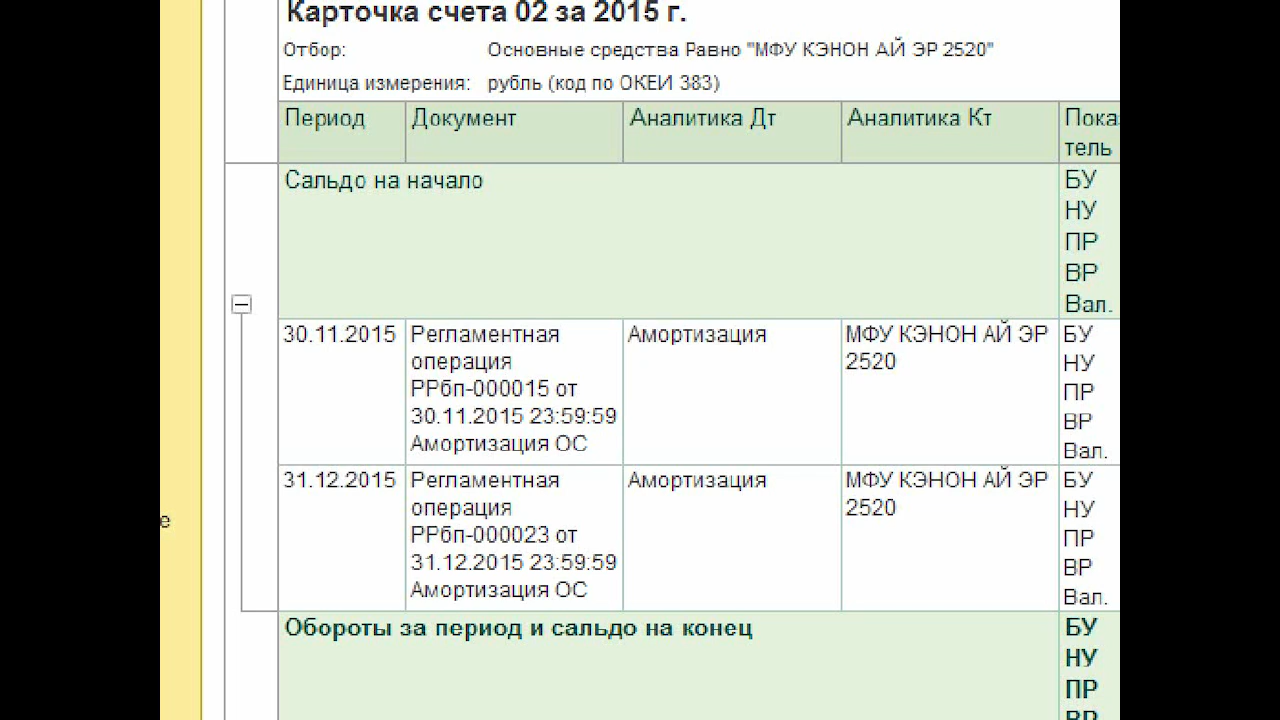 Карточка счета 02 за 2015 г.
Отбор: Основные средства Равно "МФУ КЭНОН АЙ ЭР 2520"
Единица измерения: рубль (код по ОКЕИ 383)
Период Документ Аналитика Дт Аналитика Кт Пока
тель
Сальдо на начало БУ
НУ
ПР
ВР
Вал.
30.11.2015 Регламентная Амортизация МФУ КЭНОН АЙ ЭР БУ
операция 2520 НУ
РРбп-000015 от ПР
30.11.2015 23:59:59 ВР
Амортизация ОС Вал.
31.12.2015 Регламентная Амортизация МФУ КЭНОН АЙ ЭР БУ
операция 2520 НУ
е РРбп-000023 от ПР
31.12.2015 23:59:59 ВР
Амортизация ОС Вал.
Обороты за период и сальдо на конец БУ
НУ
ПР
ВР